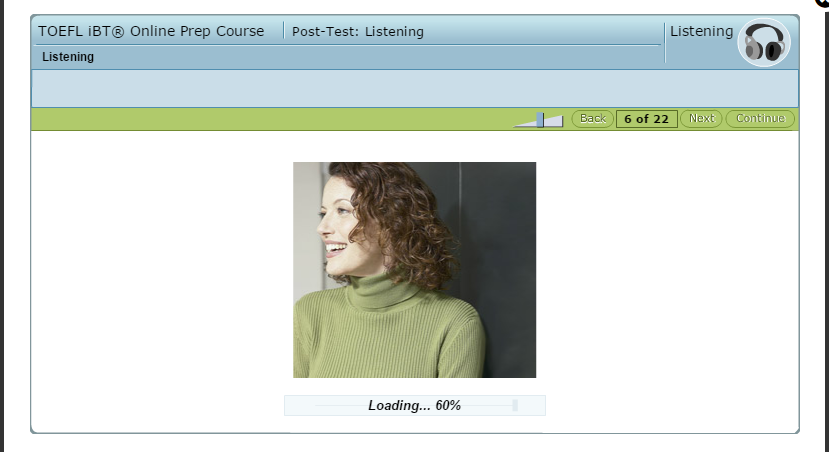 TOEFL iBT® Online Prep Course Post-Test: Listening Listening
Listening
Back 6 of 22 Next Continue
Loading... 60%